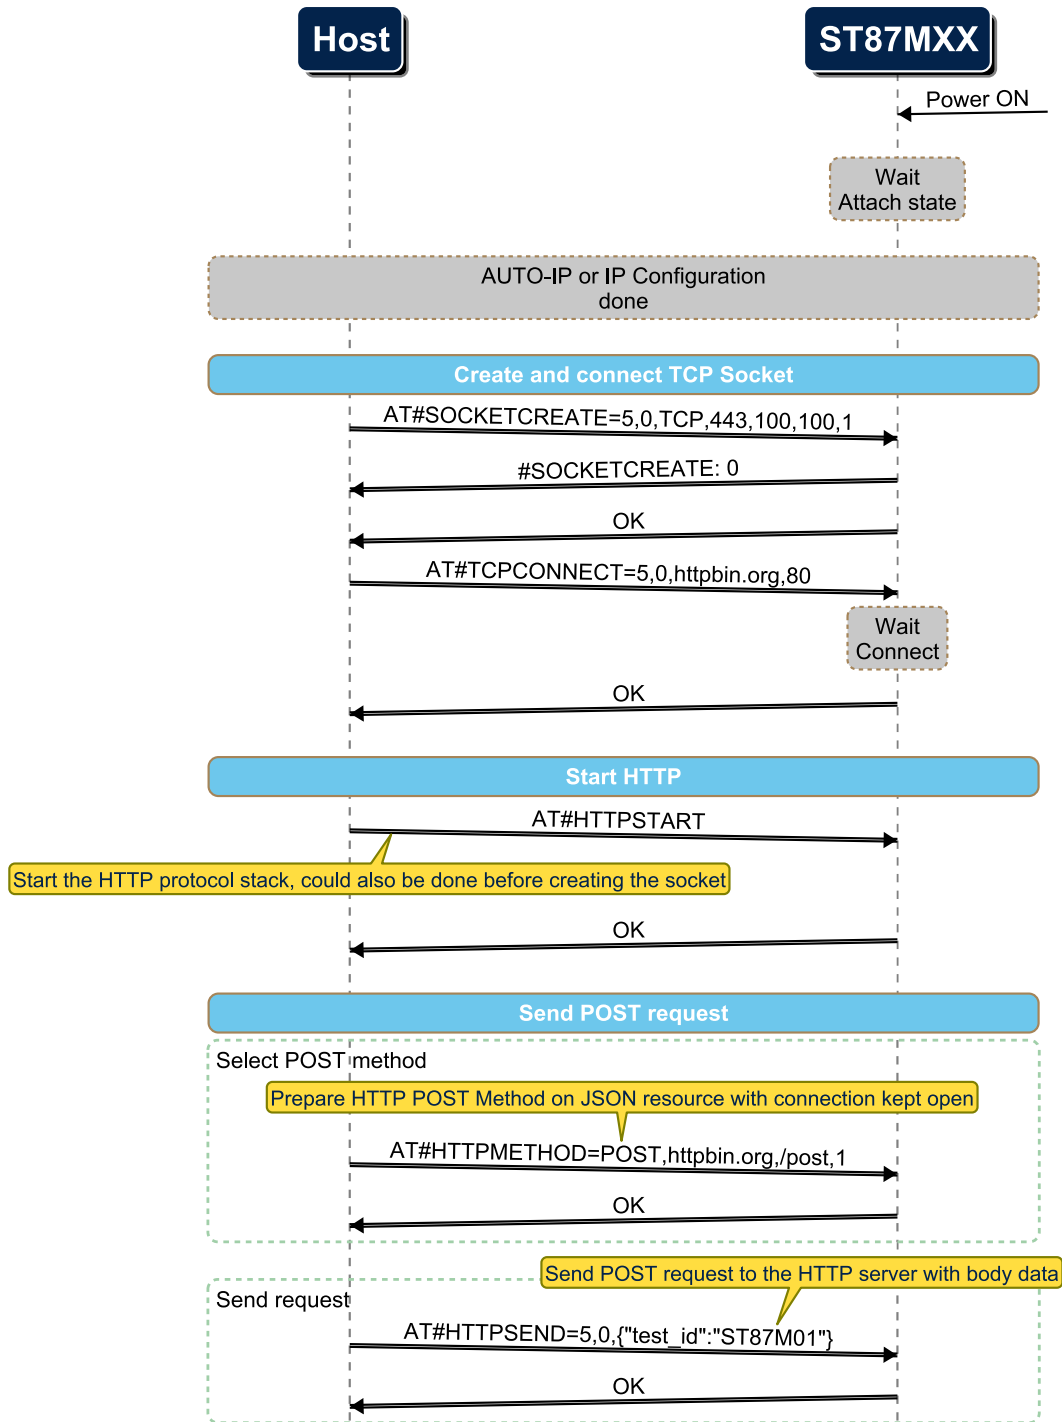 Host
ST87MXX
Power ON
Wait
Attach state
AUTO-IP or IP Configuration
done
Create and connect TCP Socket
AT#SOCKETCREATE=5,0,TCP,443,100,100,1
#SOCKETCREATE: 0
OK
AT#TCPCONNECT=5,0,httpbin.org,80
Wait
Connect
OK
Start HTTP
AT#HTTPSTART
Start the HTTP protocol stack, could also be done before creating the socket
OK
Send POST request
Select POST method
Prepare HTTP POST Method on JSON resource with connection kept open
AT#HTTPMETHOD=POST,httpbin.org,/post,1
OK
Send POST request to the HTTP server with body data
Send request
AT#HTTPSEND=5,0,{"test_id":"ST87M01"}
OK